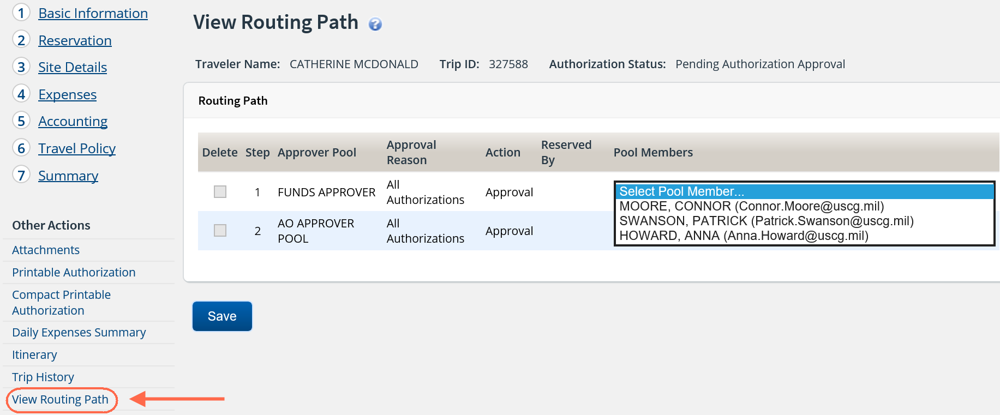 1 Basic Information
2 Reservation
3 Site Details
4 Expenses
5 Accounting
6 Travel Policy
7 Summary
Other Actions
Attachments
Printable Authorization
Compact Printable
Authorization
Daily Expenses Summary
Itinerary
Trip History
View Routing Path
View Routing Path ?
Traveler Name: CATHERINE MCDONALD Trip ID: 327588 Authorization Status: Pending Authorization Approval
Routing Path
Delete Step Approver Pool Approval Reason Action Reserved By Pool Members
1 FUNDS APPROVER All Authorizations Approval
2 AO APPROVER POOL All Authorizations Approval
Select Pool Member...
MOORE, CONNOR (Connor.Moore@uscg.mil)
SWANSON, PATRICK (Patrick.Swanson@uscg.mil)
HOWARD, ANNA (Anna.Howard@uscg.mil)
Save